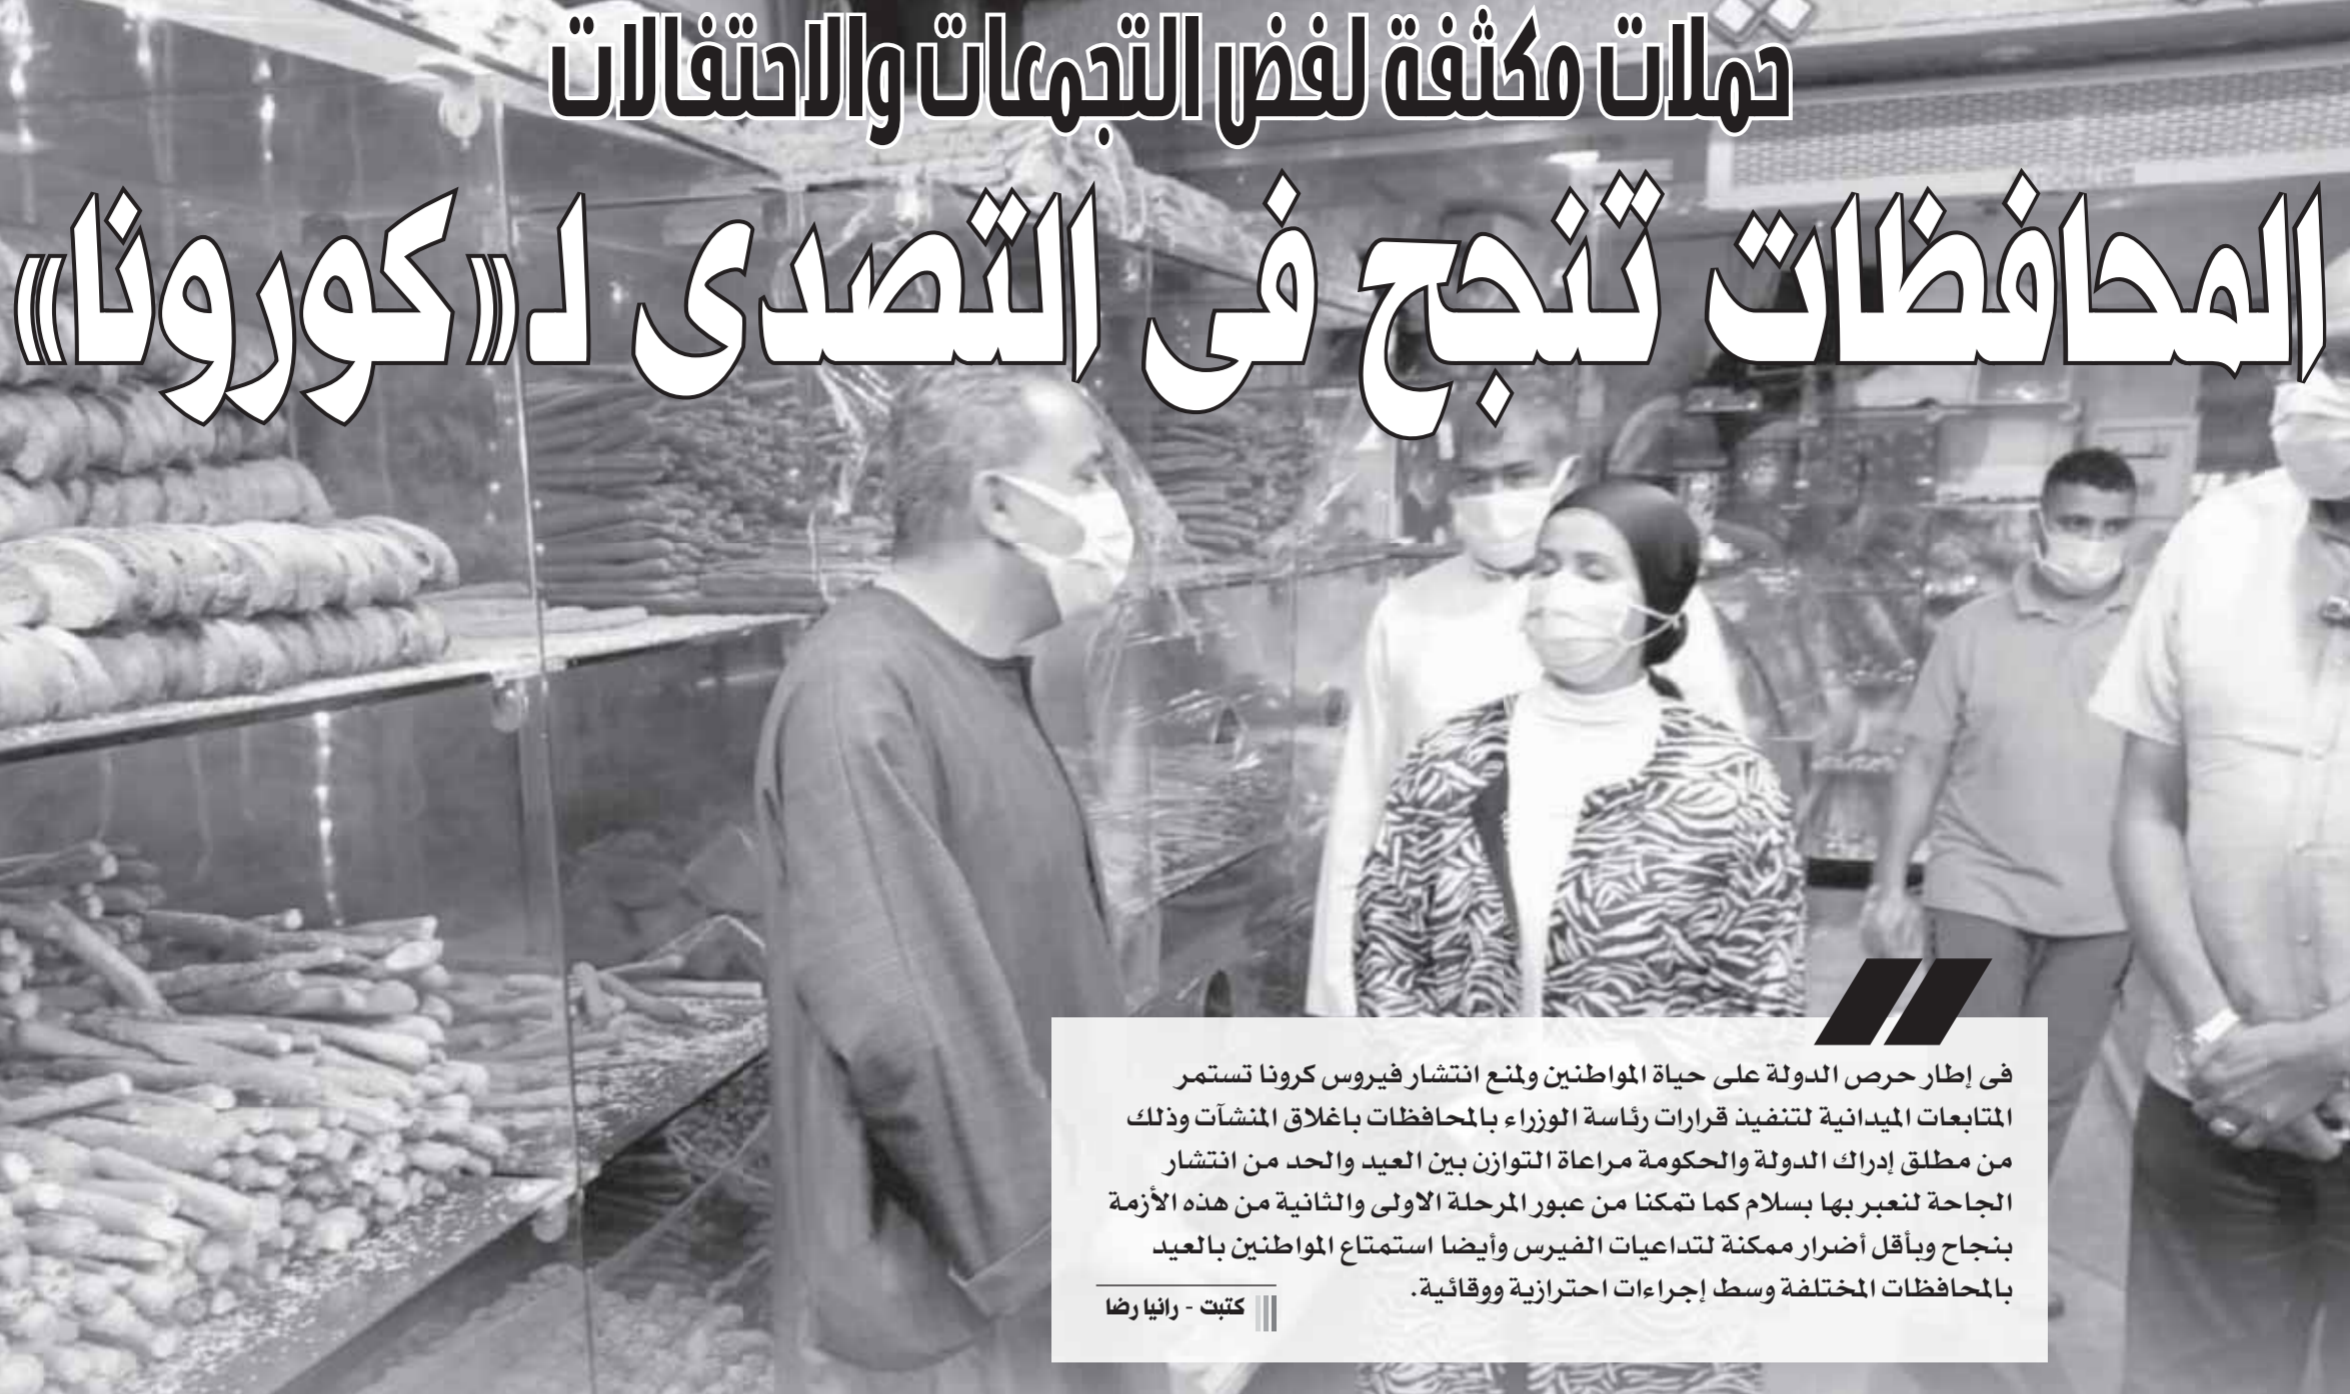 حملات مكثفة لفض التجمعات والاحتفالات
المحافظات تنجح فى التصدى لـ«كورونا»
فى إطار حرص الدولة على حياة المواطنين ولمنع انتشار فيروس كرونا تستمر
المتابعات الميدانية لتنفيذ قرارات رئاسة الوزراء بالمحافظات باغلاق المنشآت وذلك
من مطلق إدراك الدولة والحكومة مراعاة التوازن بين العيد والحد من انتشار
الجاحة لنعبر بها بسلام كما تمكنا من عبور المرحلة الاولى والثانية من هذه الأزمة
بنجاح وبأقل أضرار ممكنة لتداعيات الفيرس وأيضا استمتاع المواطنين بالعيد
بالمحافظات المختلفة وسط إجراءات احترازية ووقائية.
كتبت - رانيا رضا